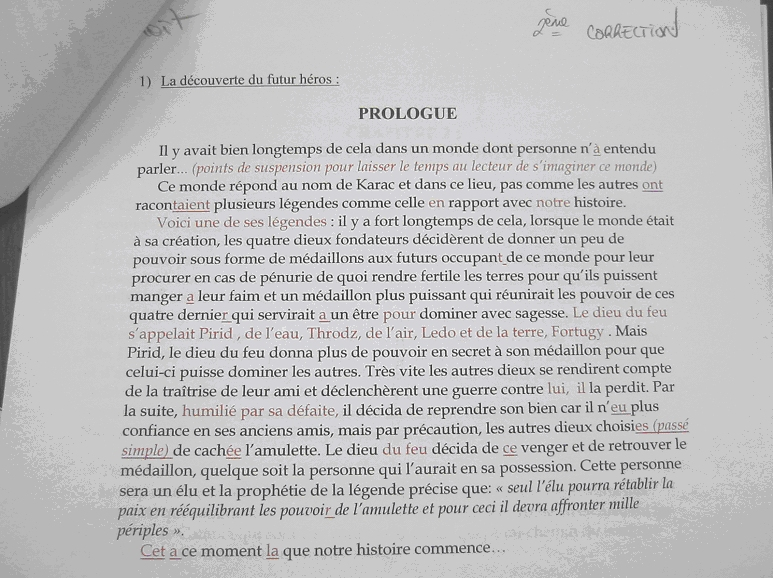 2ème CORRECTION
1) La découverte du futur héros :
PROLOGUE
Il y avait bien longtemps de cela dans un monde dont personne n'à entendu
parler... (points de suspension pour laisser le temps au lecteur de s'imaginer ce monde)
Ce monde répond au nom de Karac et dans ce lieu, pas comme les autres ont
racontaient plusieurs légendes comme celle en rapport avec notre histoire.
Voici une de ses légendes : il y a fort longtemps de cela, lorsque le monde était
à sa création, les quatre dieux fondateurs décidèrent de donner un peu de
pouvoir sous forme de médaillons aux futurs occupant de ce monde pour leur
procurer en cas de pénurie de quoi rendre fertile les terres pour qu'ils puissent
manger a leur faim et un médaillon plus puissant qui réunirait les pouvoir de ces
quatre dernier qui servirait a un être pour dominer avec sagesse. Le dieu du feu
s'appelait Pirid , de l'eau, Throdz, de l'air, Ledo et de la terre, Fortugy . Mais
Pirid, le dieu du feu donna plus de pouvoir en secret à son médaillon pour que
celui-ci puisse dominer les autres. Très vite les autres dieux se rendirent compte
de la traîtrise de leur ami et déclenchèrent une guerre contre lui, il la perdit. Par
la suite, humilié par sa défaite, il décida de reprendre son bien car il n'eu plus
confiance en ses anciens amis, mais par précaution, les autres dieux choisies (passé
simple) de cachée l'amulette. Le dieu du feu décida de ce venger et de retrouver le
médaillon, quelque soit la personne qui l'aurait en sa possession. Cette personne
sera un élu et la prophétie de la légende précise que: « seul l'élu pourra rétablir la
paix en rééquilibrant les pouvoir de l'amulette et pour ceci il devra affronter mille
périples ».
Cet a ce moment la que notre histoire commence...